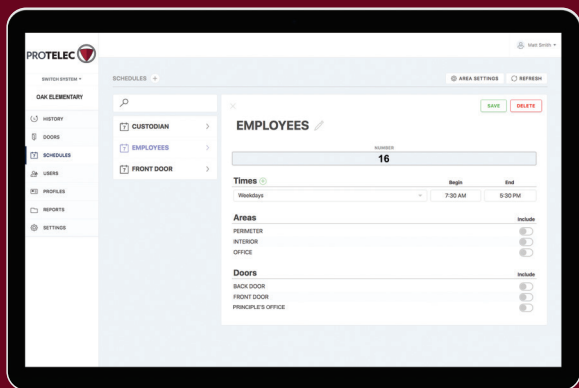 Matt Smith
PROTELEC
SWITCH SYSTEM
OAK ELEMENTARY
HISTORY
DOORS
SCHEDULES
USERS
PROFILES
REPORTS
SETTINGS
SCHEDULES +
AREA SETTINGS
REFRESH
CUSTODIAN
EMPLOYEES
FRONT DOOR
SAVE
DELETE
EMPLOYEES
NUMBER
16
Times
Begin
End
Weekdays
7:30 AM
5:30 PM
Areas
Include
PERIMETER
INTERIOR
OFFICE
Doors
Include
BACK DOOR
FRONT DOOR
PRINCIPLE'S OFFICE